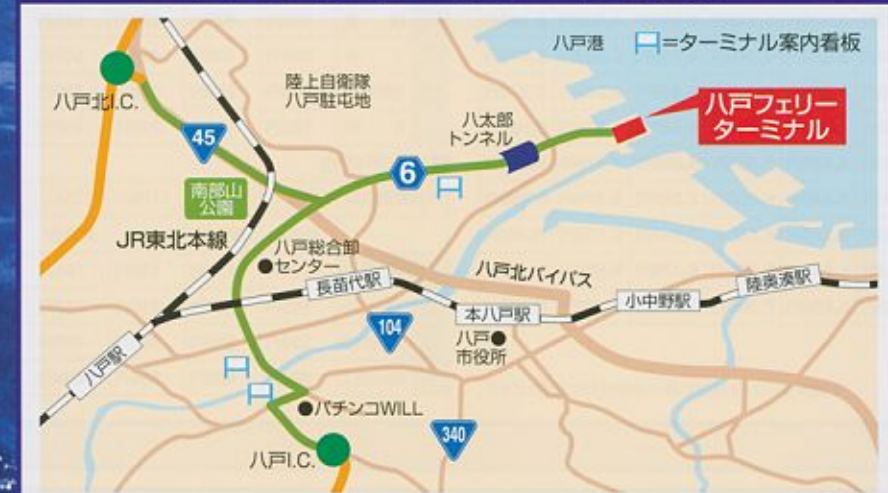 八戸港
=ターミナル案内看板
陸上自衛隊
八戸駐屯地
八戸北I.C.
八太郎
トンネル
八戸フェリー
ターミナル
45
6
南部山
公園
JR東北本線
八戸総合卸
センター
八戸北バイパス
長苗代駅
本八戸駅
小中野駅
陸奥湊駅
104
八戸
市役所
八戸駅
パチンコWILL
340
八戸I.C.